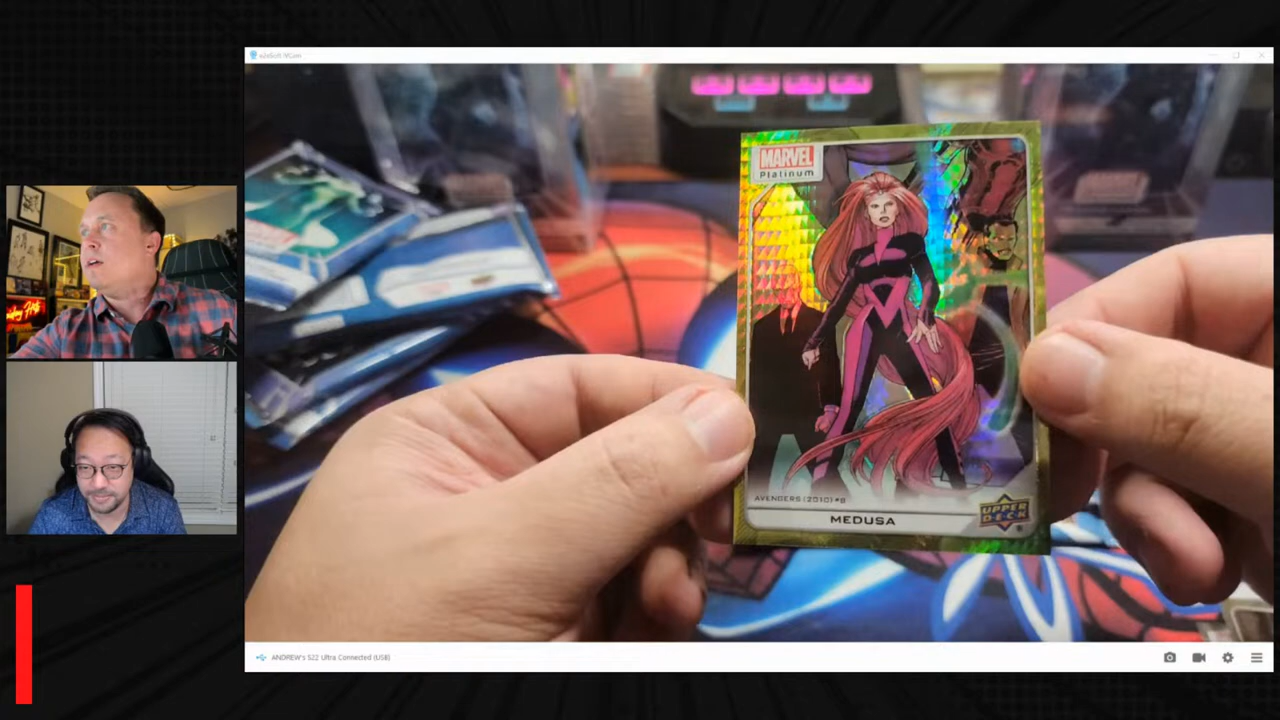 MARVEL
Platinum
AVENGERS (2010) #8
MEDUSA
UPPER
DECK
ANDREW's S22 Ultra Connected (USB)